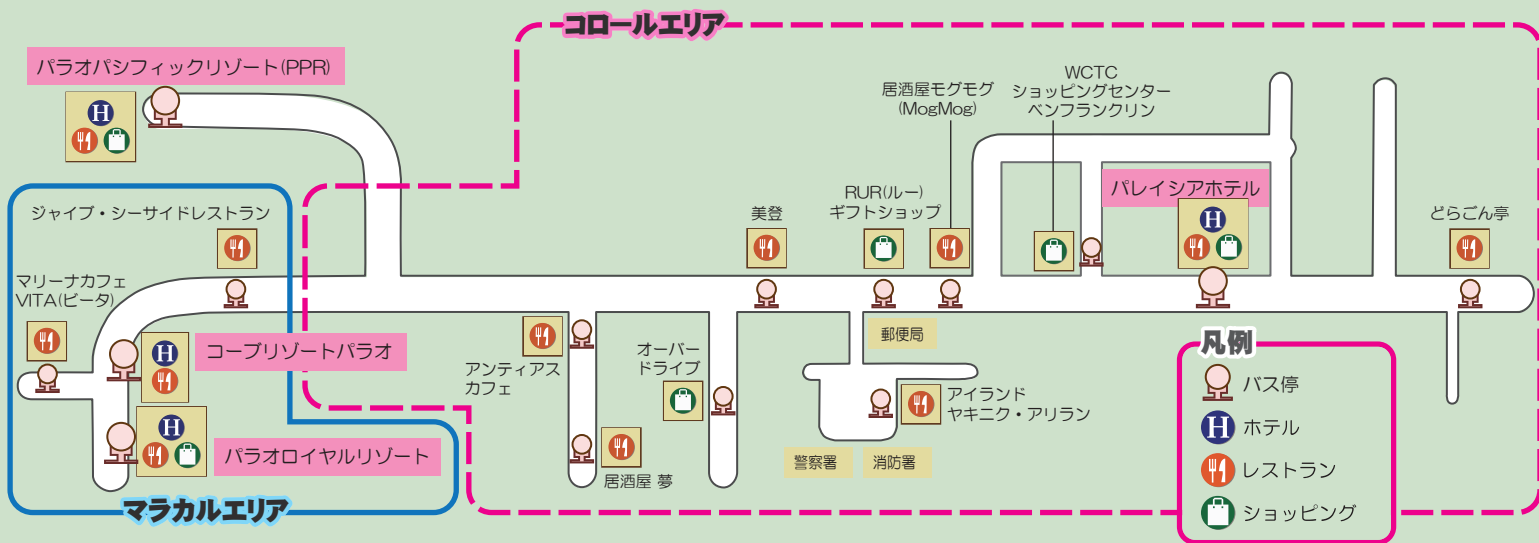 コロールエリア
パラオパシフィックリゾート(PPR)
H
WCTC
ショッピングセンター
ベンフランクリン
居酒屋モグモグ
(MogMog)
パレイシアホテル
H
RUR(ルー)
ギフトショップ
美登
どらごん亭
ジャイブ・シーサイドレストラン
マリーナカフェ
VITA(ビータ)
コーブリゾートパラオ
H
アンティアス
カフェ
オーバー
ドライブ
郵便局
アイランド
ヤキニク・アリラン
H
パラオロイヤルリゾート
居酒屋 夢
警察署
消防署
マラカルエリア
凡例
バス停
H
ホテル
レストラン
ショッピング